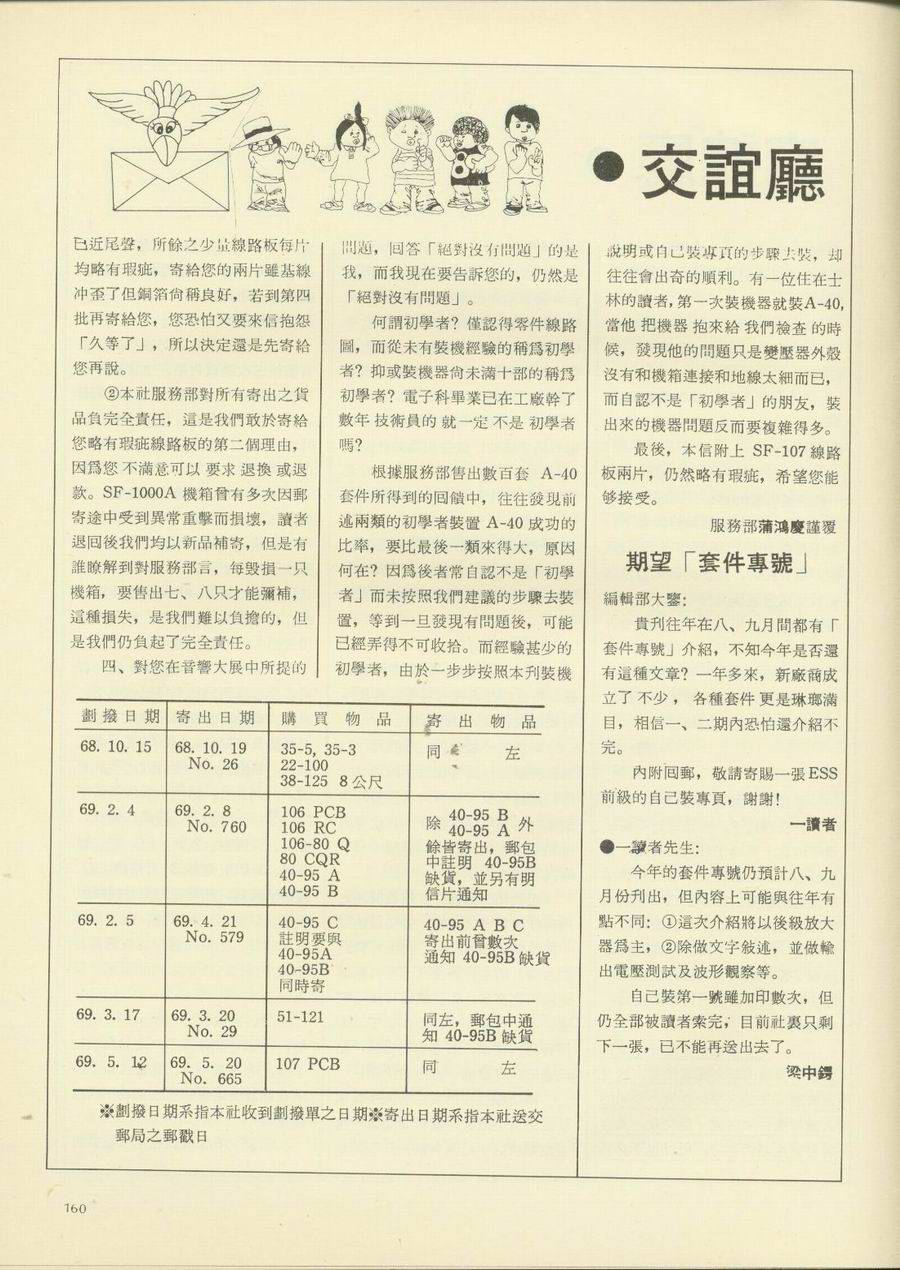 ●交誼廳
已近尾聲，所餘之少量線路板每片
均略有瑕疵，寄給您的兩片雖基線
冲歪了但銅箔尙稱良好，若到第四
批再寄給您，您恐怕又要來信抱怨
「久等了」，所以決定還是先寄給
您再說。
②本社服務部對所有寄出之貨
品負完全責任，這是我們敢於寄給
您略有瑕疵線路板的第二個理由，
因爲您不滿意可以要求退換或退
款。SF-1000A 機箱曾有多次因郵
寄途中受到異常重擊而損壞，讀者
退回後我們均以新品補寄，但是有
誰瞭解到對服務部言，每毀損一只
機箱，要售出七、八只才能彌補，
這種損失，是我們難以負擔的，但
是我們仍負起了完全責任。
四、對您在音響大展中所提的
問題，回答「絕對沒有問題」的是
我，而我現在要告訴您的，仍然是
「絕對沒有問題」。
何謂初學者？僅認得零件線路
圖，而從未有裝機經驗的稱爲初學
者？抑或裝機器尙未滿十部的稱爲
初學者？電子科畢業已在工廠幹了
數年技術員的就一定不是初學者
嗎？
根據服務部售出數百套 A-40
套件所得到的回饋中，往往發現前
述兩類的初學者裝置 A-40 成功的
比率，要比最後一類來得大，原因
何在？因爲後者常自認不是「初學
者」而未按照我們建議的步驟去裝
置，等到一旦發現有問題後，可能
已經弄得不可收拾。而經驗甚少的
初學者，由於一步步按照本刋裝機
說明或自己裝專頁的步驟去裝，却
往往會出奇的順利。有一位住在士
林的讀者，第一次裝機器就裝A-40,
當他把機器抱來給我們檢查的時
候，發現他的問題只是變壓器外殼
沒有和機箱連接和地線太細而已，
而自認不是「初學者」的朋友，裝
出來的機器問題反而要複雜得多。
最後，本信附上 SF-107 線路
板兩片，仍然略有瑕疵，希望您能
够接受。
服務部蒲鴻慶謹覆
期望「套件專號」
編輯部大鑒：
貴刋往年在八、九月間都有「
套件專號」介紹，不知今年是否還
有這種文章？一年多來，新廠商成
立了不少，各種套件更是琳瑯滿
目，相信一、二期內恐怕還介紹不
完。
內附回郵，敬請寄賜一張ESS
前級的自己裝專頁，謝謝！
一讀者
●一讀者先生：
今年的套件專號仍預計八、九
月份刋出，但內容上可能與往年有
點不同：①這次介紹將以後級放大
器爲主，②除做文字敍述，並做輸
出電壓測試及波形觀察等。
自己裝第一號雖加印數次，但
仍全部被讀者索完，目前社裏只剩
下一張，已不能再送出去了。
梁中鍔
劃撥日期 寄出日期 購買物品 寄出物品
68. 10. 15 68. 10. 19 35-5, 35-3 同 左
No. 26 22-100
38-125 8公尺
69. 2. 4 69. 2. 8 106 PCB 除 40-95 B 外
No. 760 106 RC 40-95 A
106-80 Q 餘皆寄出，郵包
80 CQR 中註明 40-95B
40-95 A 缺貨，並另有明
40-95 B 信片通知
69. 2. 5 69. 4. 21 40-95 C 40-95 A B C
No. 579 註明要與 寄出前曾數次
40-95A 通知 40-95B 缺貨
40-95B
同時寄
69. 3. 17 69. 3. 20 51-121 同左，郵包中通
No. 29 知 40-95B 缺貨
69. 5. 12 69. 5. 20 107 PCB 同 左
No. 665
※劃撥日期系指本社收到劃撥單之日期※寄出日期系指本社送交
郵局之郵戳日
160